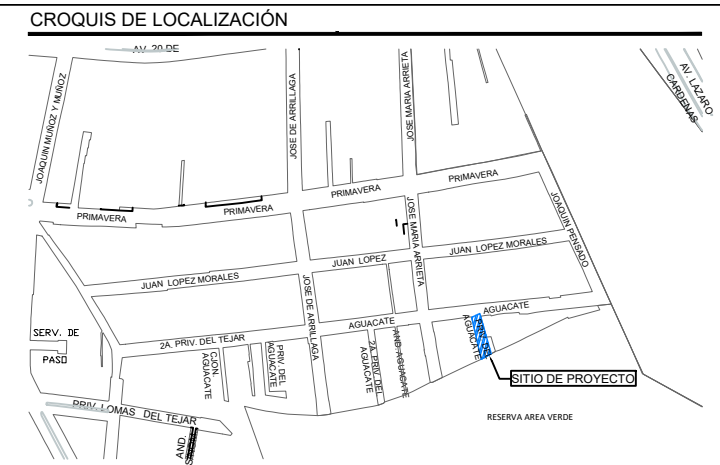 CROQUIS DE LOCALIZACIÓN
AV. 20 DE
JOAQUIN MUÑOZ Y MUÑOZ
JOSE DE ARRILLAGA
JOSE MARIA ARRIETA
AV. LAZARO
CARDENAS
PRIMAVERA
PRIMAVERA
PRIMAVERA
PRIMAVERA
JOSE MARIA ARRIETA
JOAQUIN PENSADO
JUAN LOPEZ MORALES
JUAN LOPEZ
JUAN LOPEZ MORALES
JOSE DE ARRILLAGA
AGUACATE
AGUACATE
SERV. DE
PASO
2A. PRIV. DEL TEJAR
CJON.
AGUACATE
PRIV. DEL
AGUACATE
2A. PRIV. DEL
AGUACATE
AND. AGUACATE
AGUACATE
SITIO DE PROYECTO
PRIV. LOMAS DEL TEJAR
AND.
RESERVA AREA VERDE